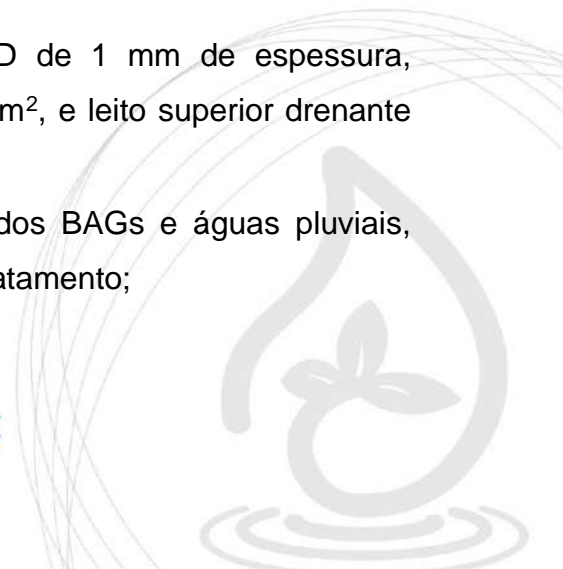 D de 1 mm de espessura,
m², e leito superior drenante
dos BAGs e águas pluviais,
atamento;